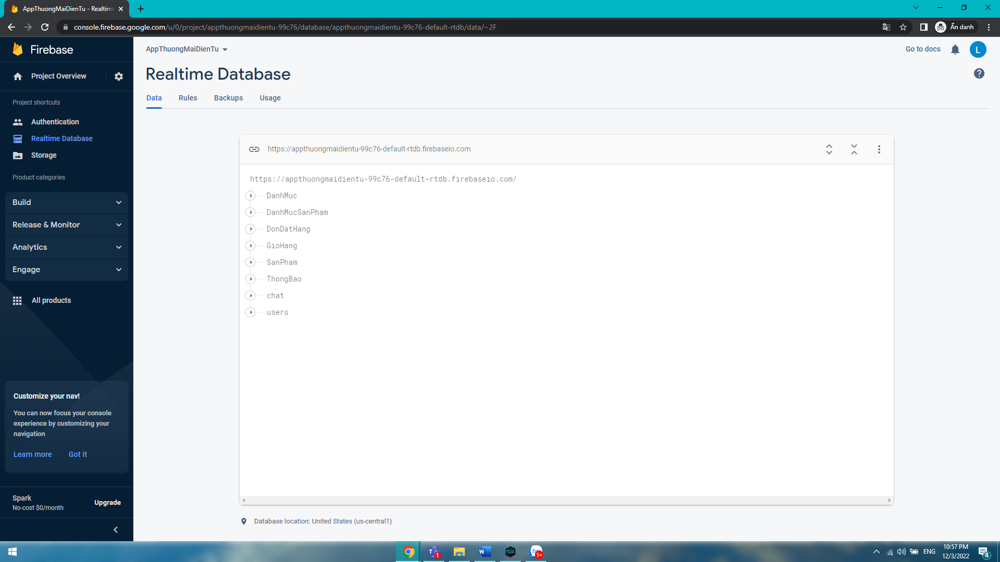 AppThuongMaiDienTu - Realtime
console.firebase.google.com/u/0/project/appthuongmaidientu-99c76/database/appthuongmaidientu-99c76-default-rtdb/data/~2F
Ẩn danh
Firebase
Project Overview
Project shortcuts
Authentication
Realtime Database
Storage
Product categories
Build
Release & Monitor
Analytics
Engage
All products
Customize your nav!
You can now focus your console
experience by customizing your
navigation
Learn more Got it
Spark
No-cost $0/month
Upgrade
AppThuongMaiDienTu
Go to docs
L
Realtime Database
?
Data Rules Backups Usage
https://appthuongmaidientu-99c76-default-rtdb.firebaseio.com
https://appthuongmaidientu-99c76-default-rtdb.firebaseio.com/
DanhMuc
DanhMucSanPham
DonDatHang
GioHang
SanPham
ThongBao
chat
users
Database location: United States (us-central1)
T 1
W
nox
Zalo 5+
ENG
10:57 PM
12/3/2022
4